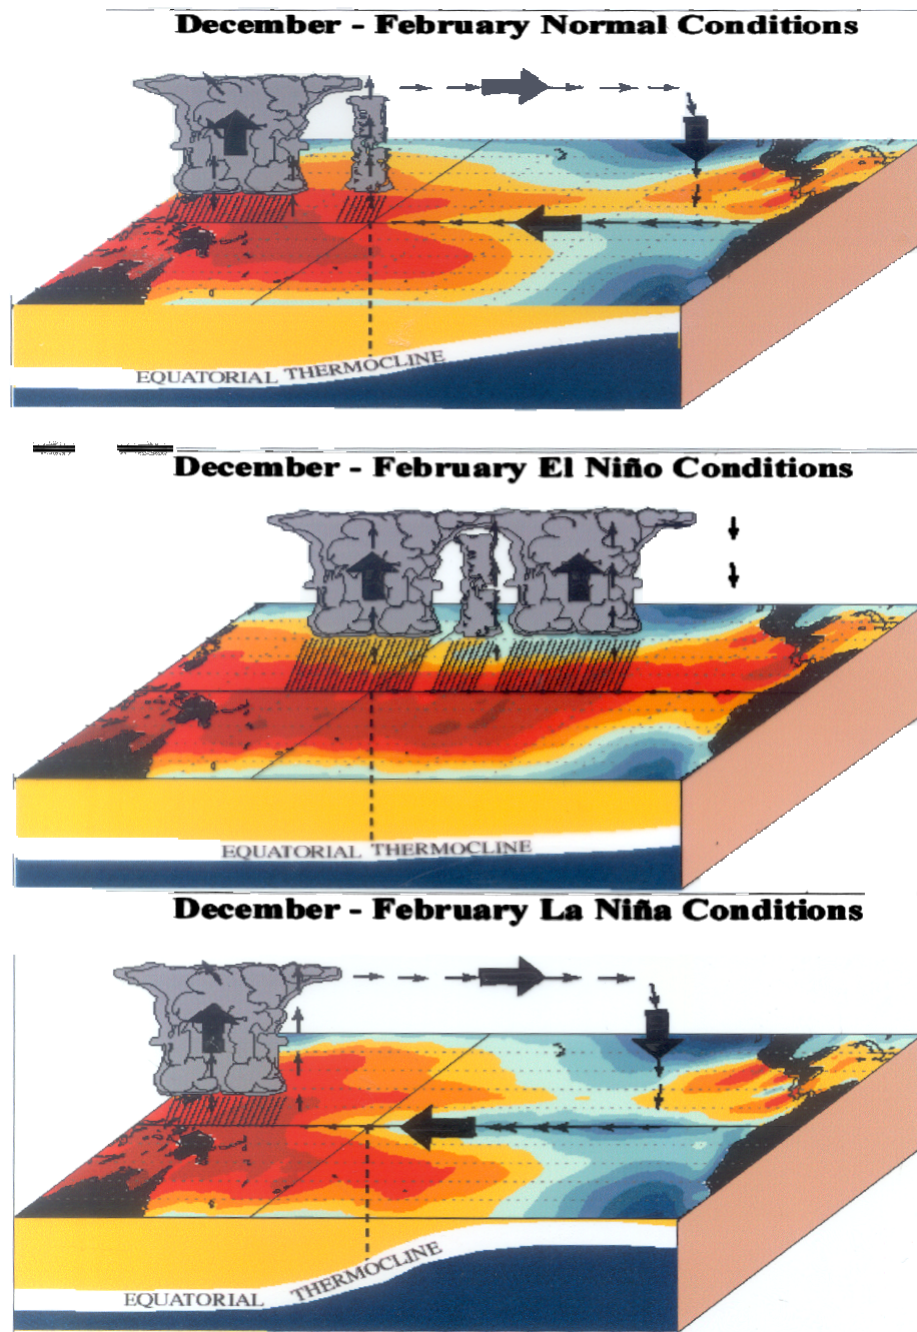 December - February Normal Conditions
EQUATORIAL THERMOCLINE
December - February El Niño Conditions
EQUATORIAL THERMOCLINE
December - February La Niña Conditions
EQUATORIAL THERMOCLINE